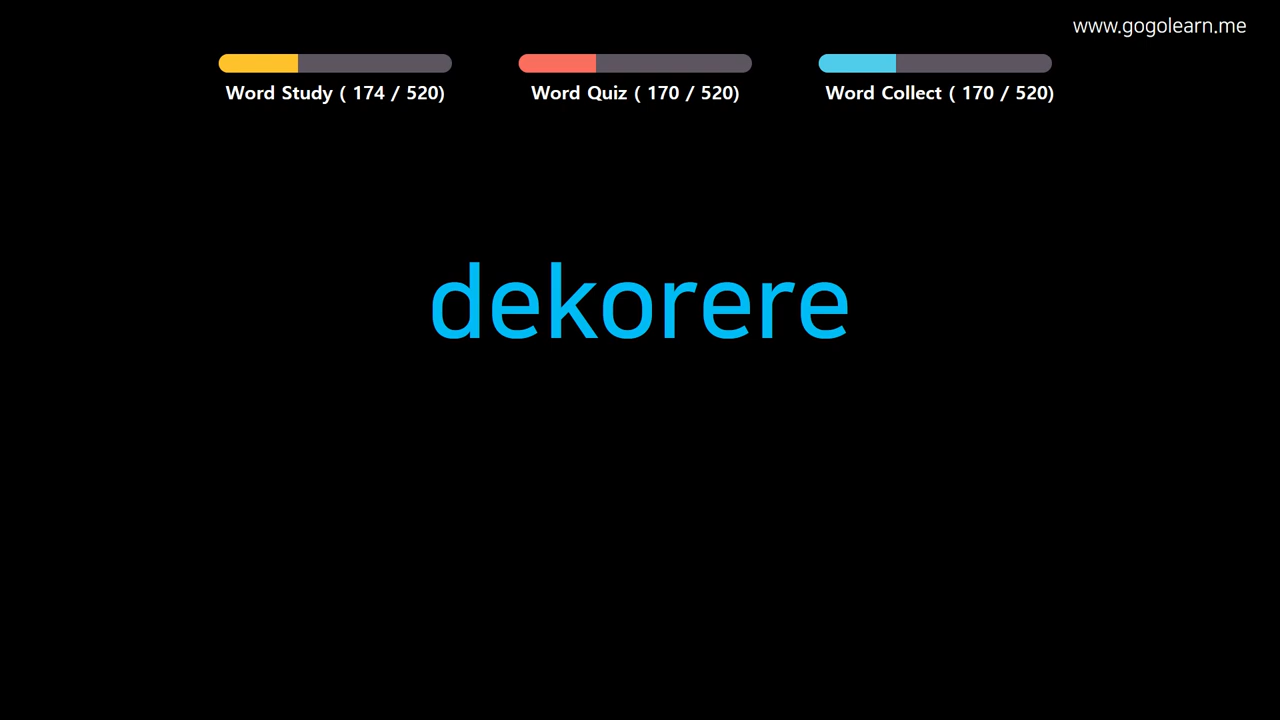 www.gogolearn.me
Word Study ( 174 / 520)
Word Quiz ( 170 / 520)
Word Collect ( 170 / 520)
dekorere